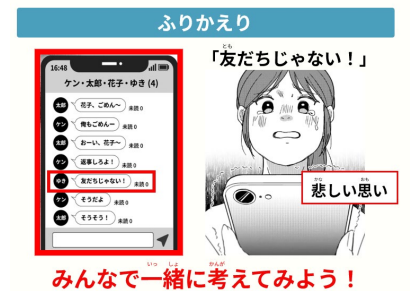 ふりかえり
16:48
ケン・太郎・花子・ゆき (4)
太郎 花子、ごめん〜 未読 0
ケン 俺もごめんー 未読 0
太郎 おーい、花子〜 未読 0
ケン 返事しろよ！ 未読 0
ゆき 友だちじゃない！ 未読 0
ケン そうだよ 未読 0
太郎 そうそう！ 未読 0
とも
「友だちじゃない！」
かな おも
悲しい思い
いっ しょ かんが
みんなで一緒に考えてみよう！